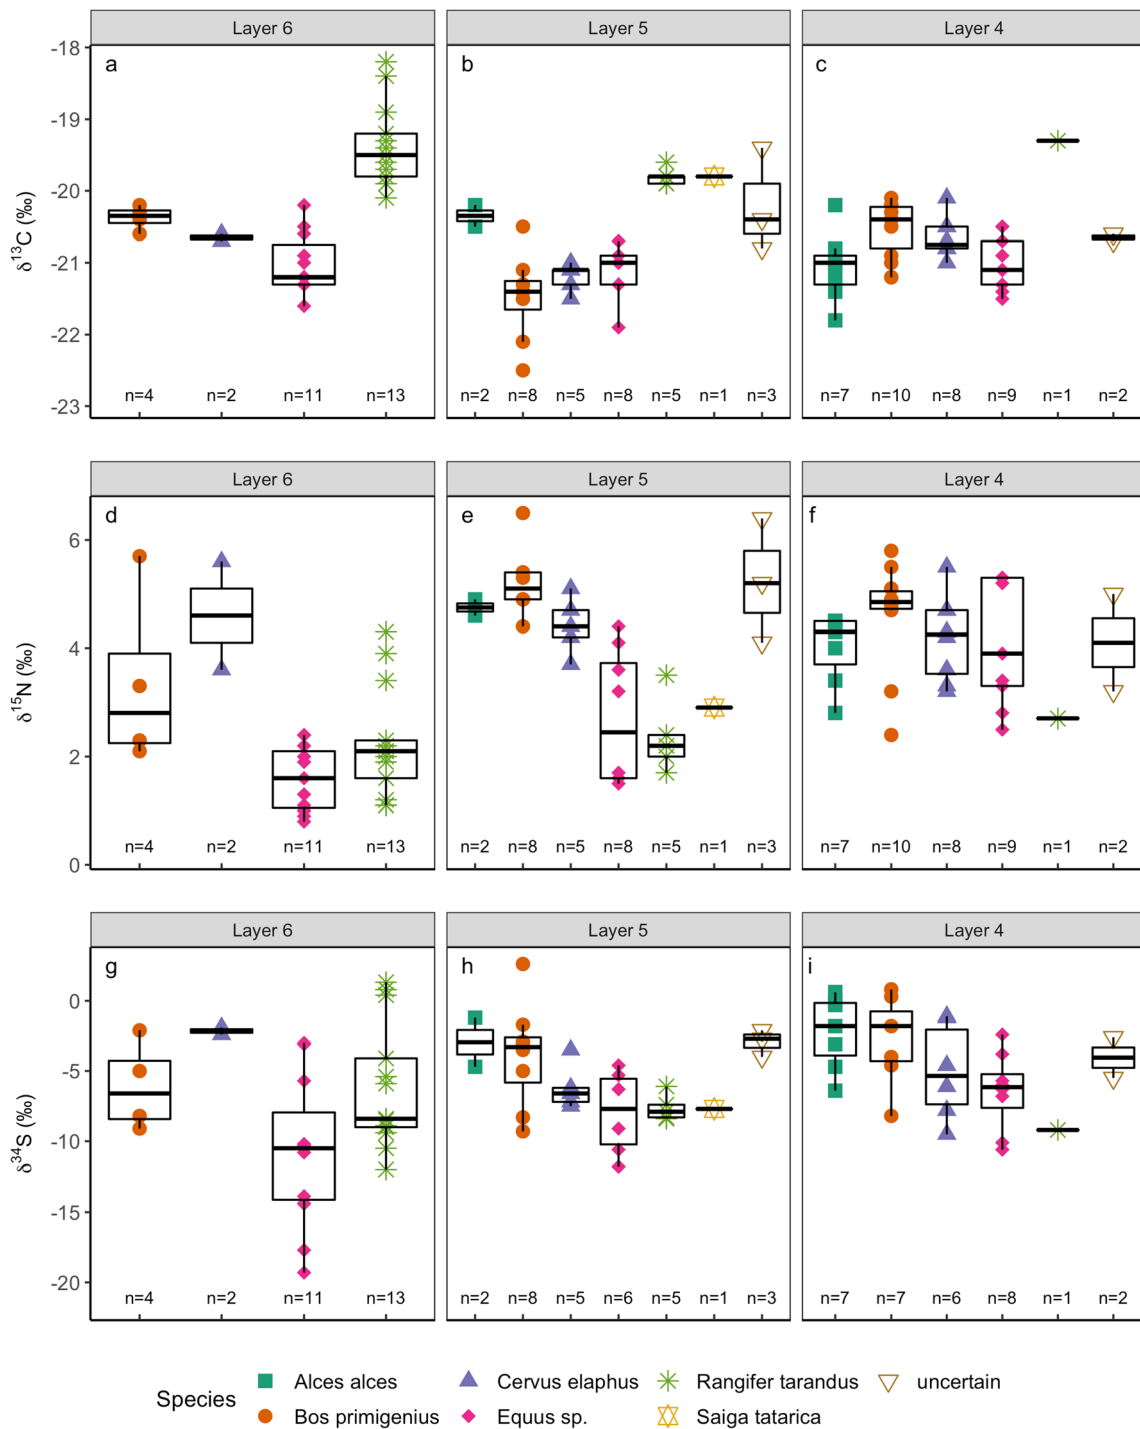 Layer 6 Layer 5 Layer 4
a b c
-18
-19
-20
-21
-22
-23
δ13C (‰)
n=4 n=2 n=11 n=13 n=2 n=8 n=5 n=8 n=5 n=1 n=3 n=7 n=10 n=8 n=9 n=1 n=2
Layer 6 Layer 5 Layer 4
d e f
6
4
2
0
δ15N (‰)
n=4 n=2 n=11 n=13 n=2 n=8 n=5 n=8 n=5 n=1 n=3 n=7 n=10 n=8 n=9 n=1 n=2
Layer 6 Layer 5 Layer 4
g h i
0
-5
-10
-15
-20
δ34S (‰)
n=4 n=2 n=11 n=13 n=2 n=8 n=5 n=6 n=5 n=1 n=3 n=7 n=7 n=6 n=8 n=1 n=2
Species
Alces alces Cervus elaphus Rangifer tarandus uncertain
Bos primigenius Equus sp. Saiga tatarica